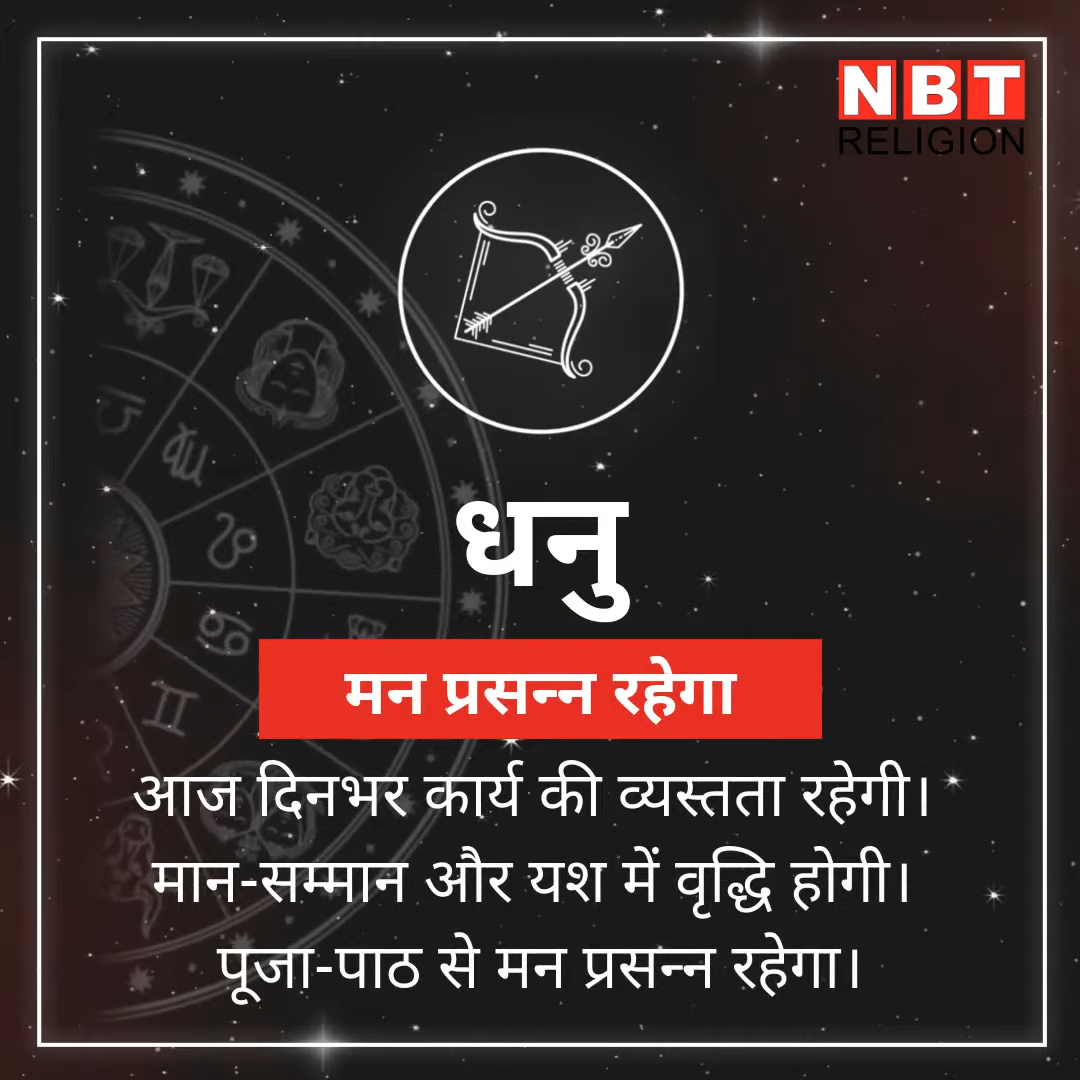 NBT
RELIGION
धनु
मन प्रसन्न रहेगा
आज दिनभर कार्य की व्यस्तता रहेगी।
मान-सम्मान और यश में वृद्धि होगी।
पूजा-पाठ से मन प्रसन्न रहेगा।